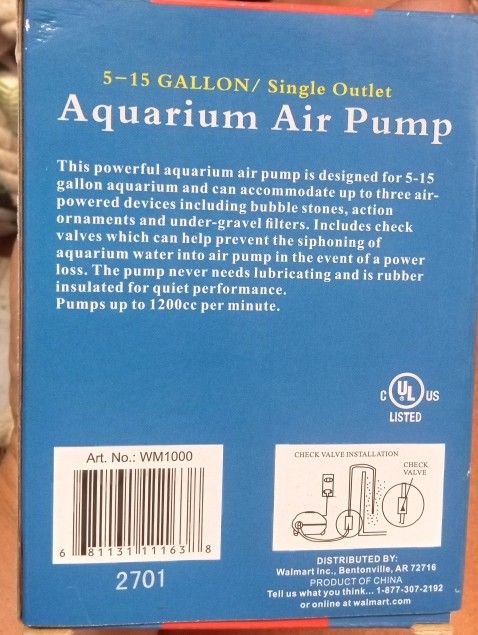 5-15 GALLON/ Single Outlet
Aquarium Air Pump
This powerful aquarium air pump is designed for 5-15
gallon aquarium and can accommodate up to three air-
powered devices including bubble stones, action
ornaments and under-gravel filters. Includes check
valves which can help prevent the siphoning of
aquarium water into air pump in the event of a power
loss. The pump never needs lubricating and is rubber
insulated for quiet performance.
Pumps up to 1200cc per minute.
C UL US
LISTED
Art. No.: WM1000
6 81131 11163 8
2701
CHECK VALVE INSTALLATION
CHECK
VALVE
DISTRIBUTED BY:
Walmart Inc., Bentonville, AR 72716
PRODUCT OF CHINA
Tell us what you think... 1-877-307-2192
or online at walmart.com